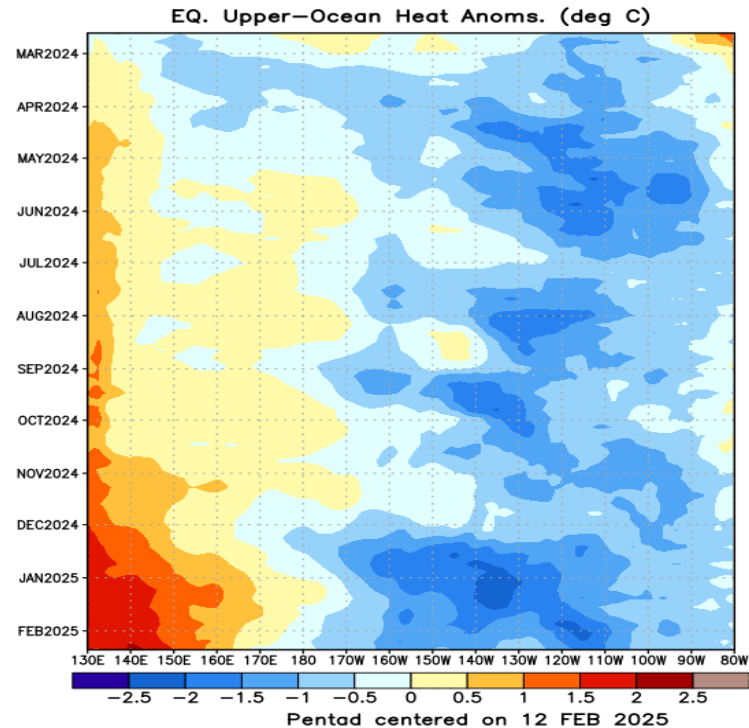 EQ. Upper-Ocean Heat Anoms. (deg C)
MAR2024
APR2024
MAY2024
JUN2024
JUL2024
AUG2024
SEP2024
OCT2024
NOV2024
DEC2024
JAN2025
FEB2025
130E 140E 150E 160E 170E 180 170W 160W 150W 140W 130W 120W 110W 100W 90W 80W
-2.5 -2 -1.5 -1 -0.5 0 0.5 1 1.5 2 2.5
Pentad centered on 12 FEB 2025